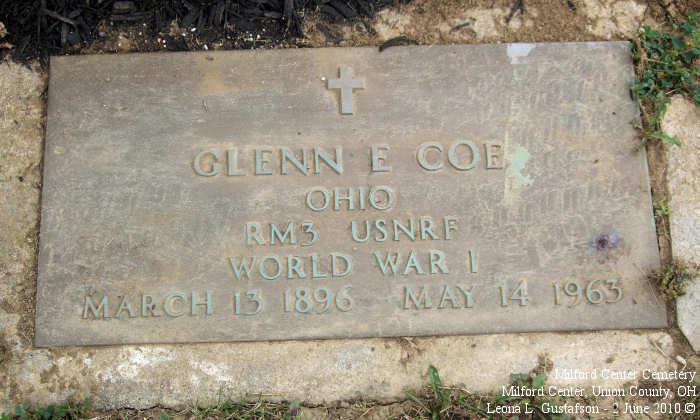 GLENN E COE
OHIO
RM3 USNRF
WORLD WAR I
MARCH 13 1896 MAY 14 1963
Milford Center Cemetery
Milford Center, Union County, OH
Leona L. Gustafson - 2 June 2010 ©